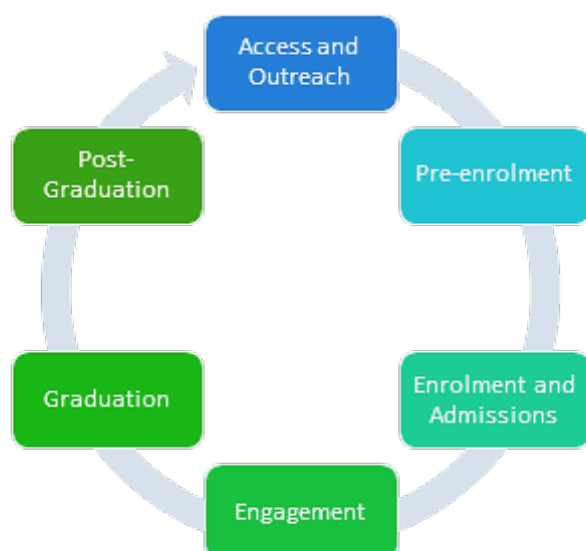 Access and
Outreach
Pre-enrolment
Enrolment and
Admissions
Engagement
Graduation
Post-
Graduation